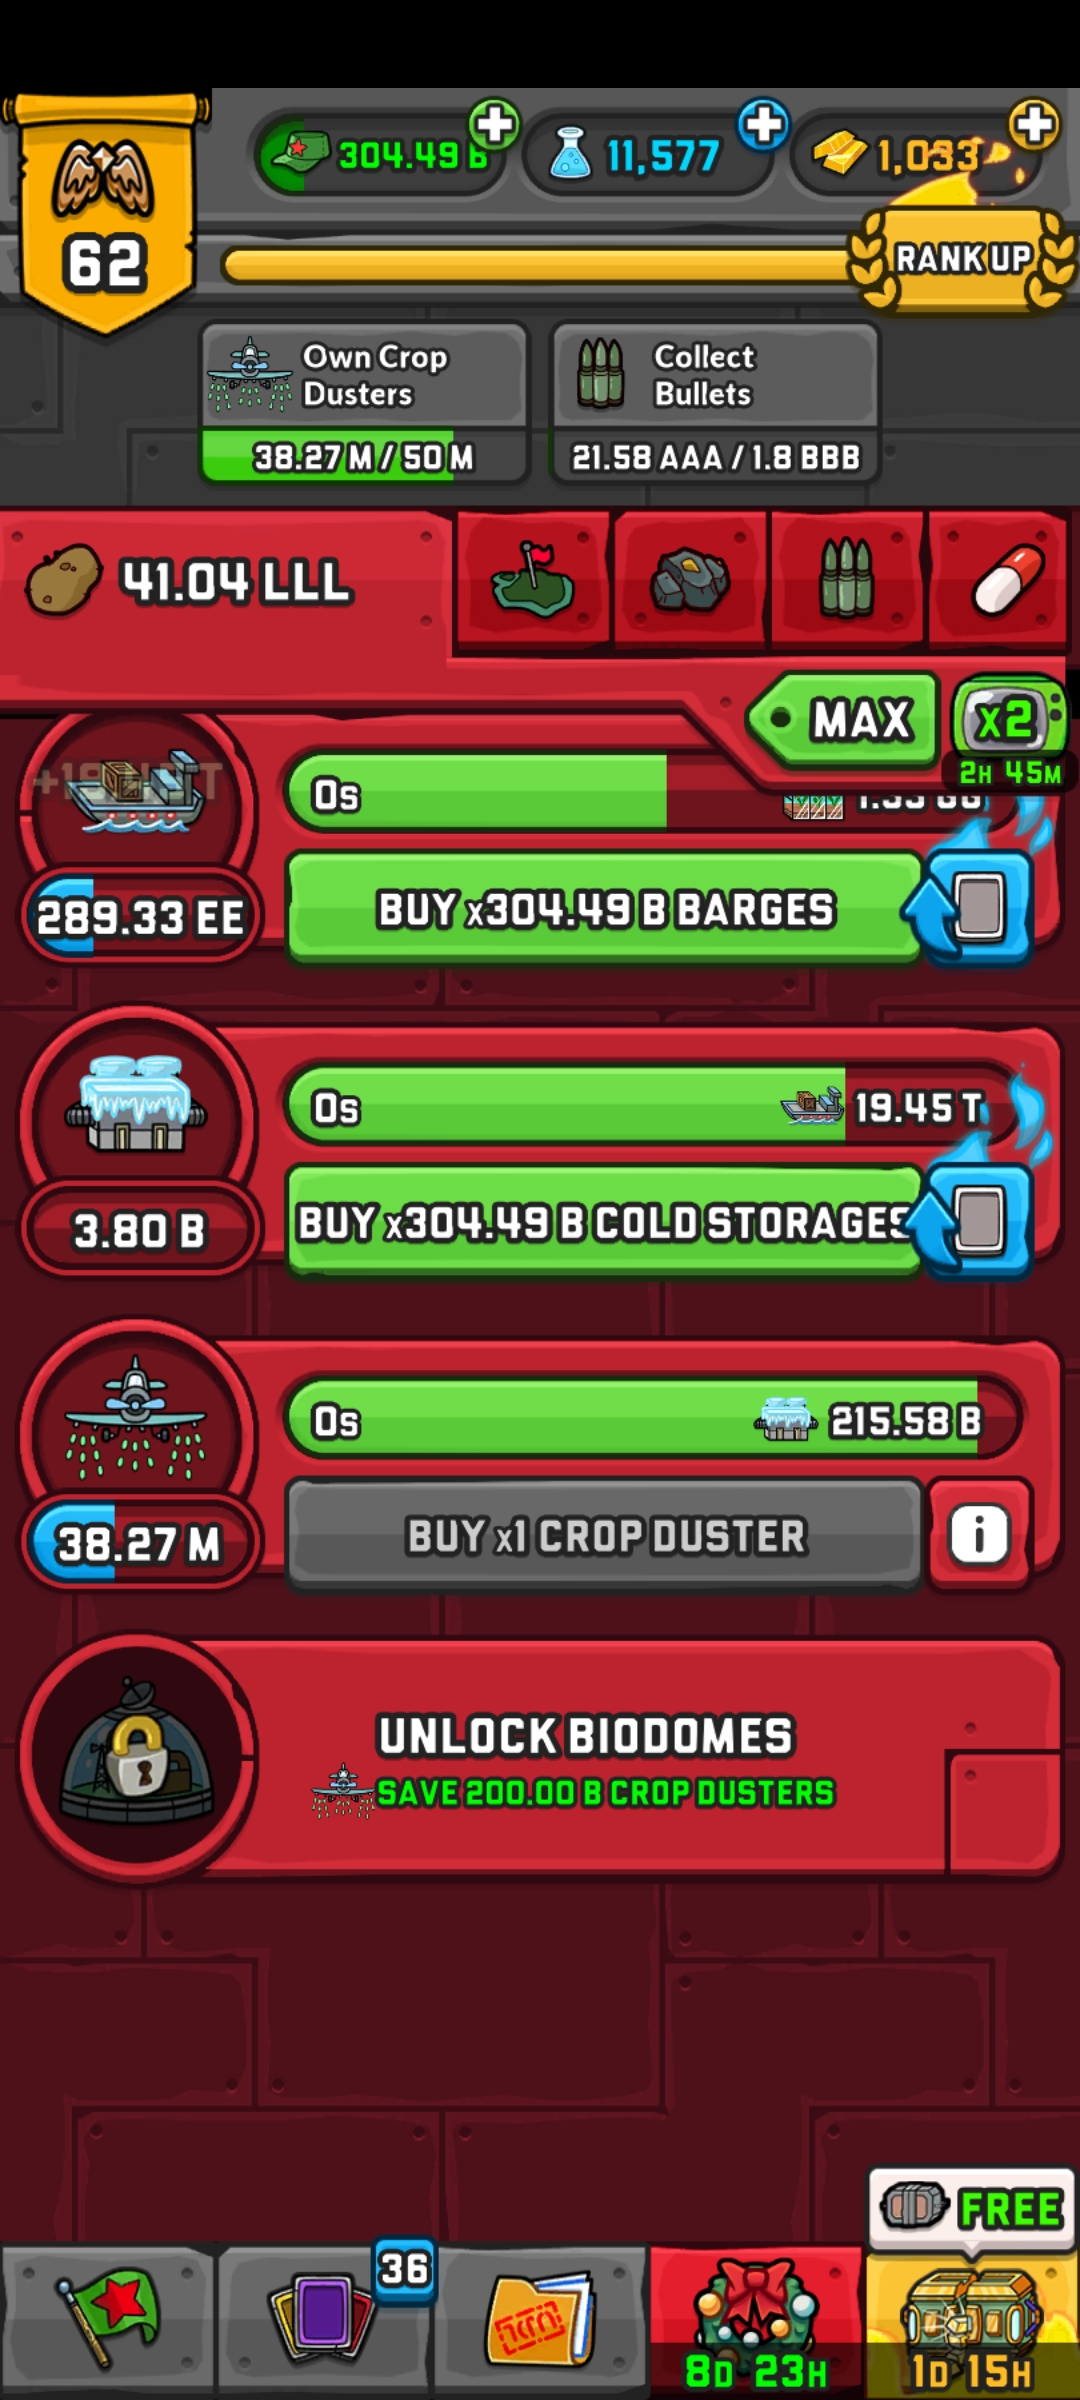 304.49 B
11,577
1,033
62
RANK UP
Own Crop
Dusters
38.27 M / 50 M
Collect
Bullets
21.58 AAA / 1.8 BBB
41.04 LLL
MAX
x2
2H 45M
0s
289.33 EE
BUY x304.49 B BARGES
0s
19.45 T
3.80 B
BUY x304.49 B COLD STORAGES
0s
215.58 B
38.27 M
BUY x1 CROP DUSTER
i
UNLOCK BIODOMES
SAVE 200.00 B CROP DUSTERS
FREE
36
8D 23H
1D 15H